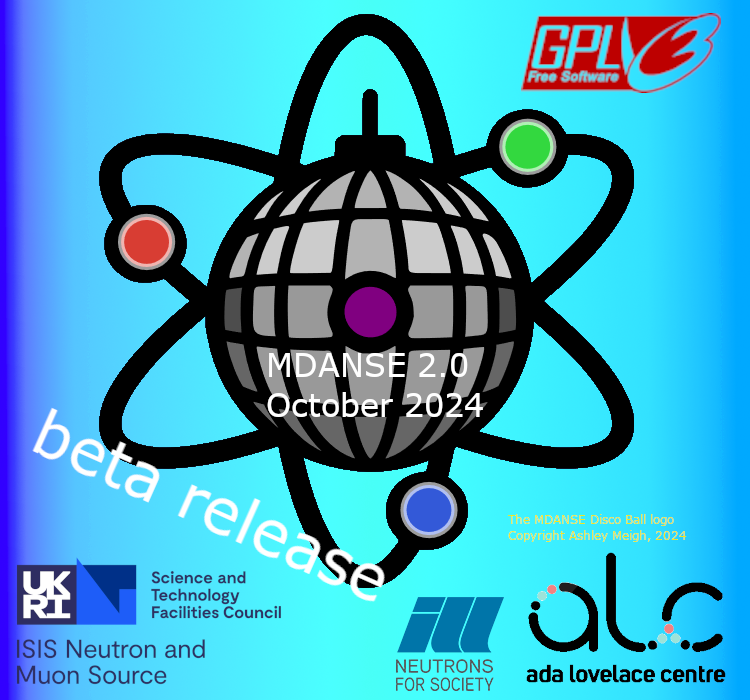 GPLV3
Free Software
MDANSE 2.0
October 2024
beta release
The MDANSE Disco Ball logo
Copyright Ashley Meigh, 2024
UK
RI
Science and
Technology
Facilities Council
ISIS Neutron and
Muon Source
ill
NEUTRONS
FOR SOCIETY
alc
ada lovelace centre